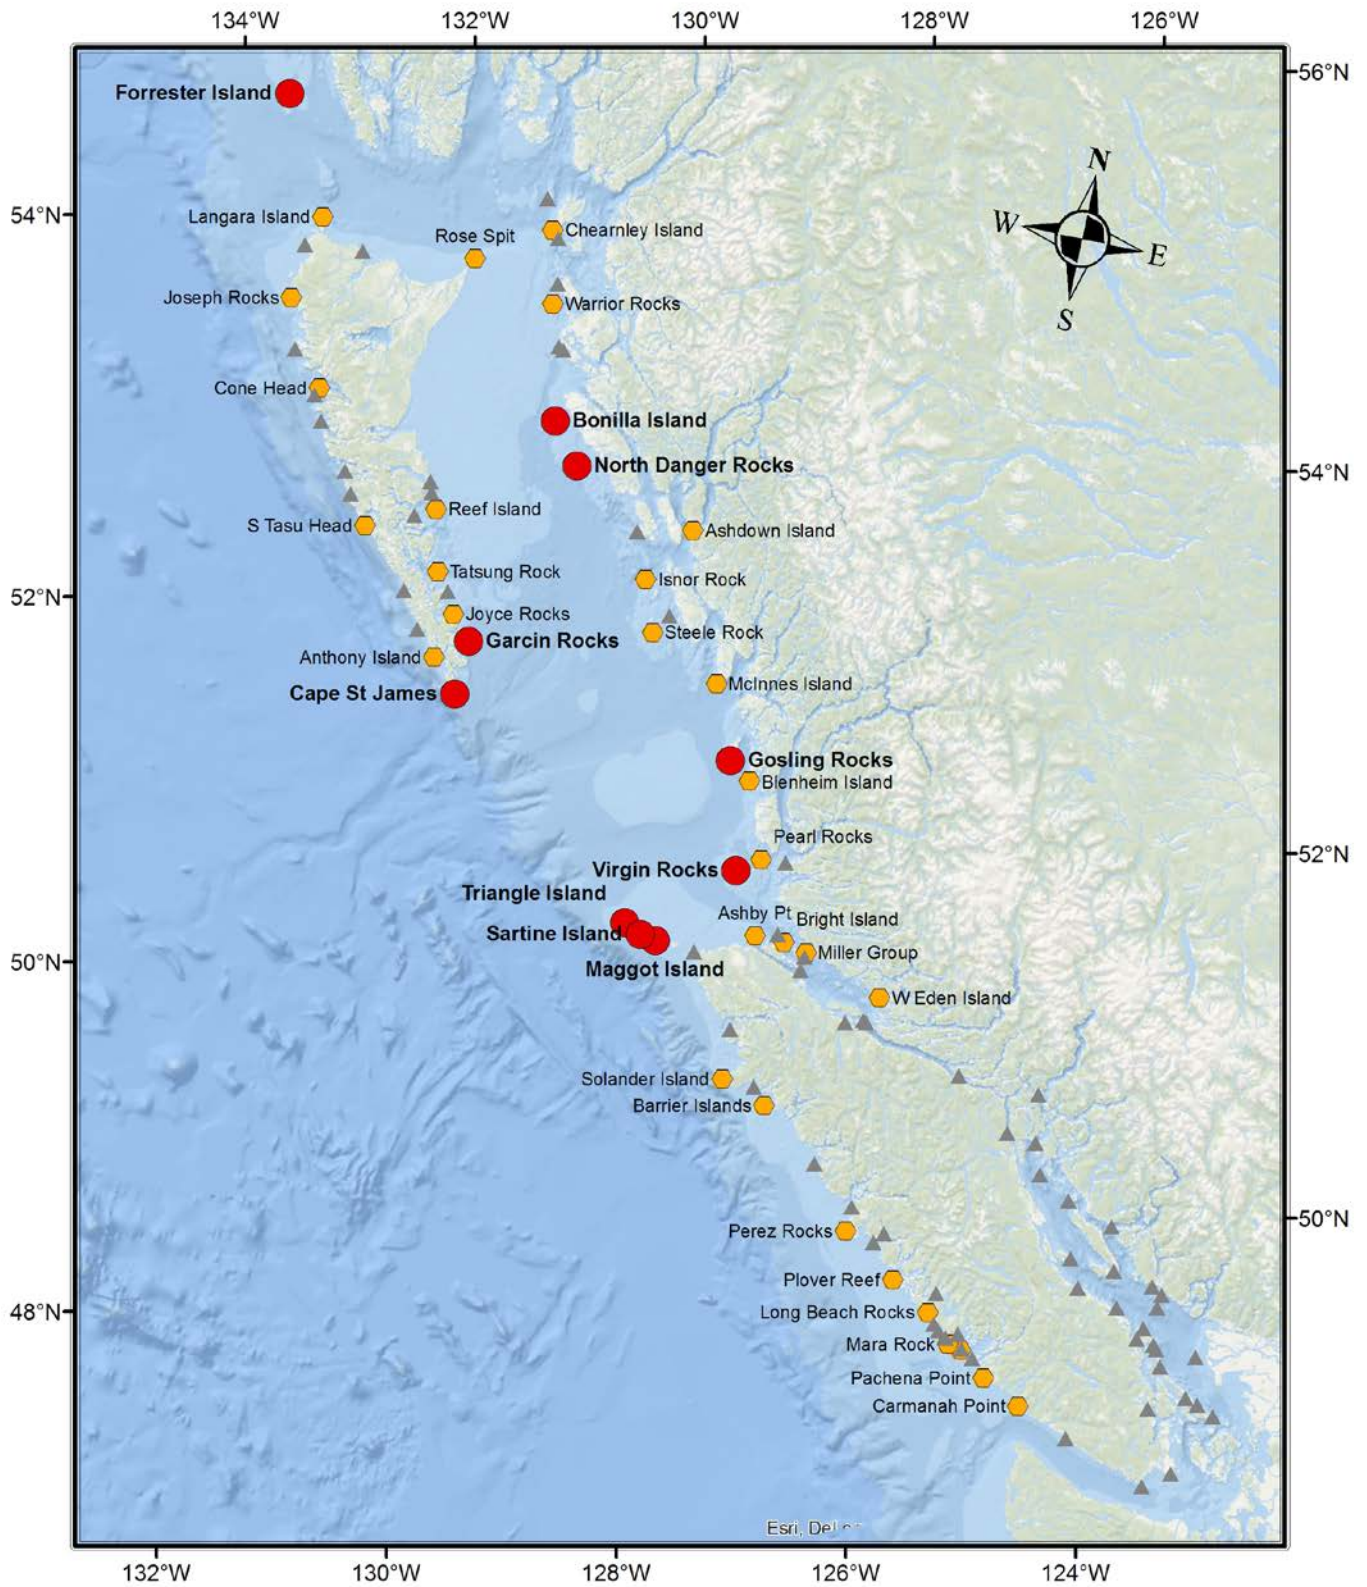 134°W 132°W 130°W 128°W 126°W
Forrester Island
56°N
N
54°N
Langara Island
Chearnley Island
W
E
Rose Spit
Joseph Rocks
Warrior Rocks
S
Cone Head
Bonilla Island
North Danger Rocks
54°N
Reef Island
S Tasu Head
Ashdown Island
Tatsung Rock
Isnor Rock
52°N
Joyce Rocks
Steele Rock
Garcin Rocks
Anthony Island
McInnes Island
Cape St James
Gosling Rocks
Blenheim Island
Pearl Rocks
52°N
Virgin Rocks
Triangle Island
Ashby Pt
Bright Island
Sartine Island
Miller Group
50°N
Maggot Island
W Eden Island
Solander Island
Barrier Islands
50°N
Perez Rocks
Plover Reef
48°N
Long Beach Rocks
Mara Rock
Pachena Point
Carmanah Point
Esri,
132°W 130°W 128°W 126°W 124°W